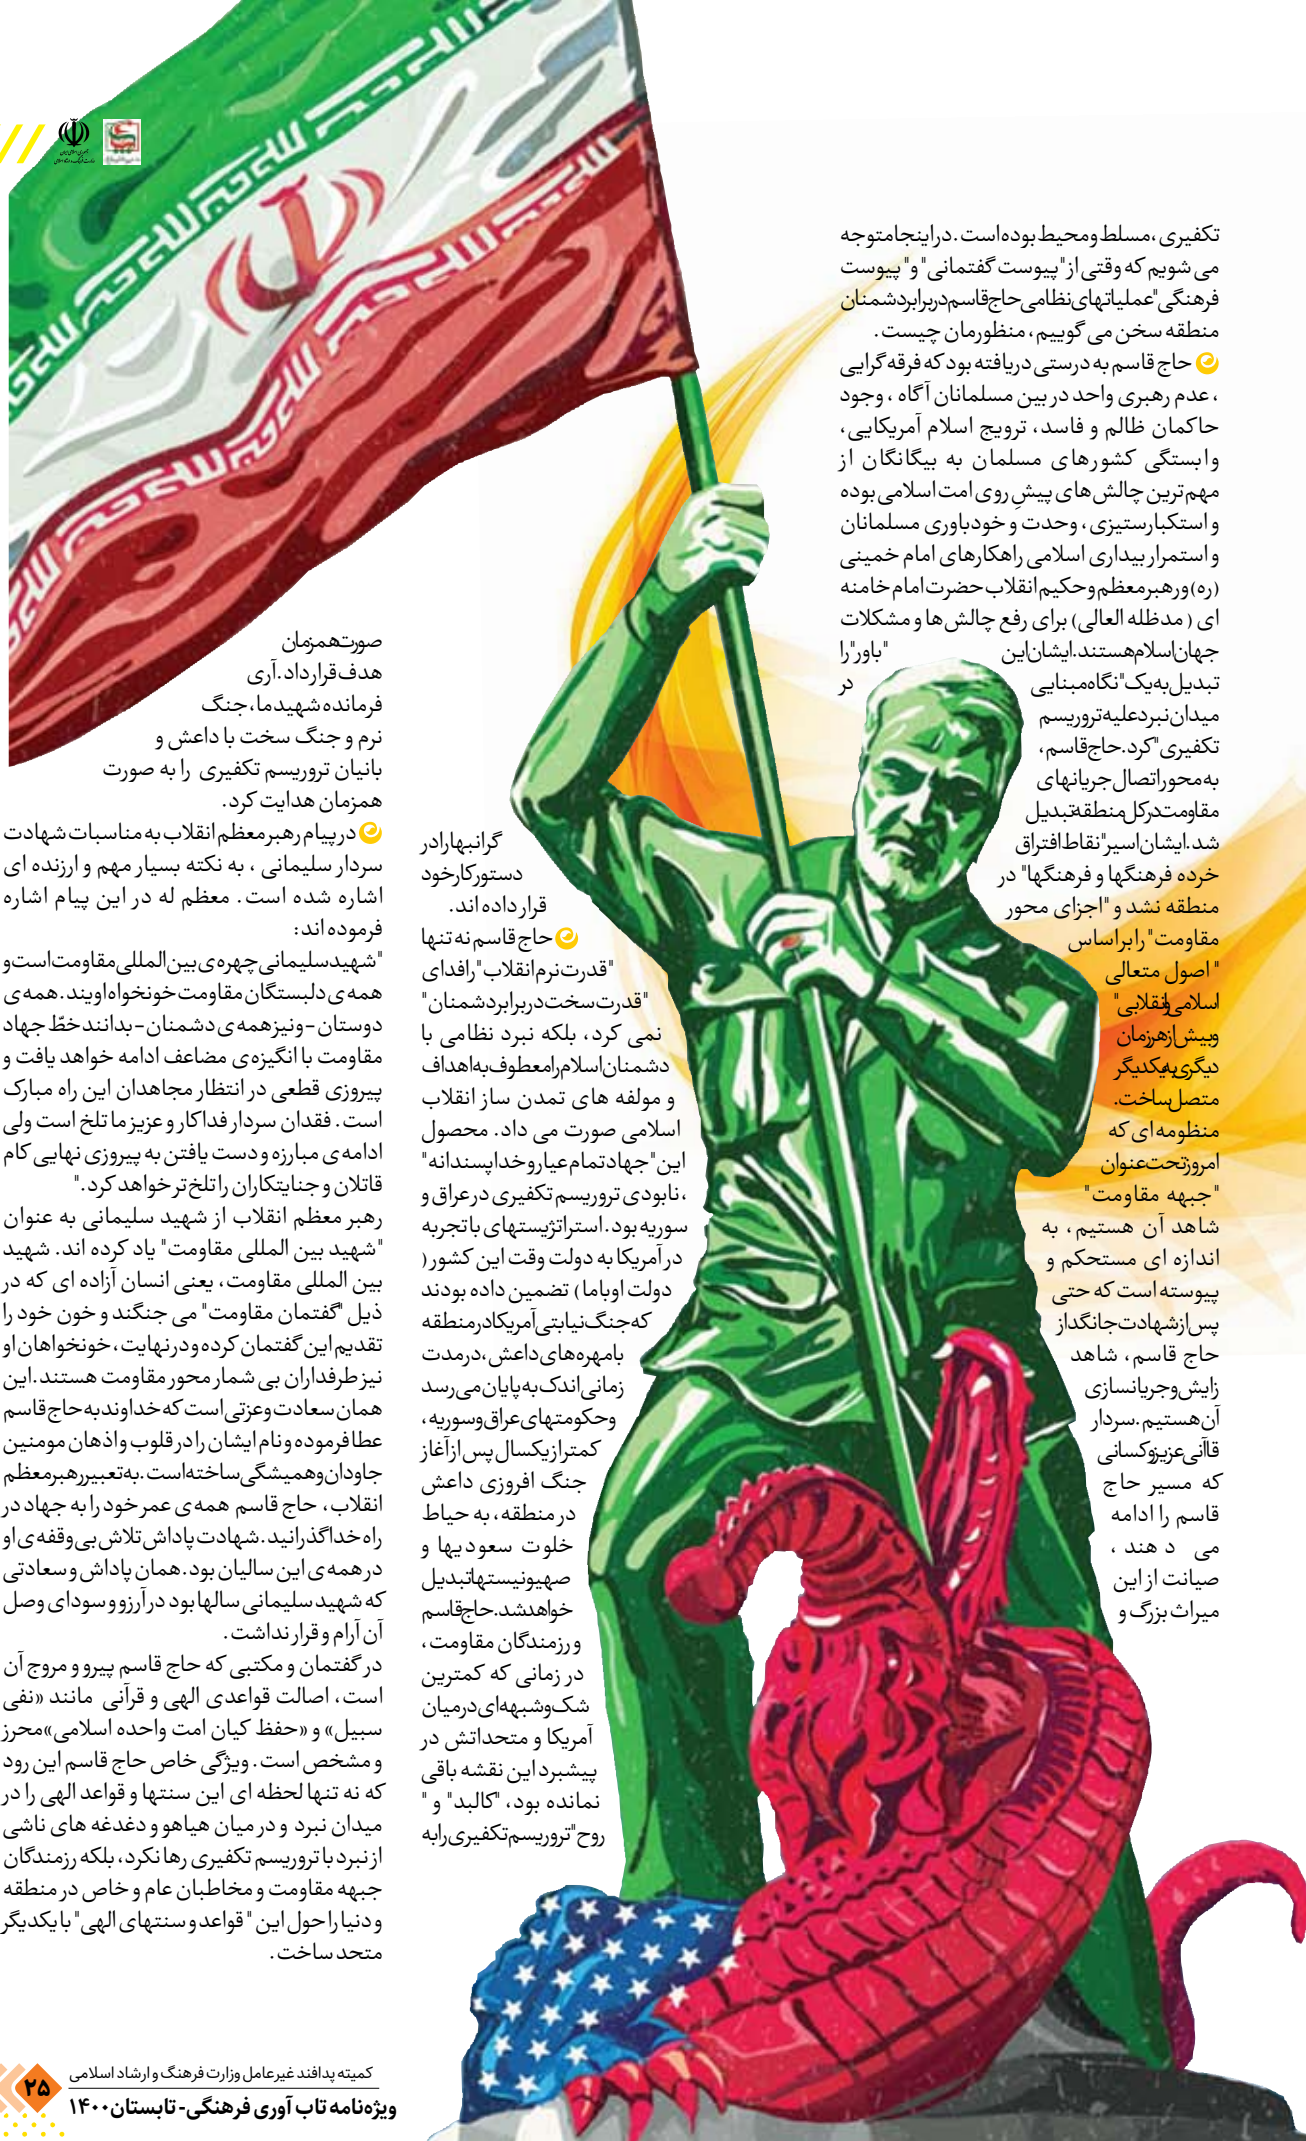 تکفیری ،مسلط ومحیط بوده است . در اینجا متوجه
می شویم که وقتی از "پیوست گفتمانی" و" پیوست
فرهنگی"عملیاتهای نظامی حاج قاسم در برابر دشمنان
منطقه سخن می گوییم ، منظورمان چیست .
حاج قاسم به درستی دریافته بود که فرقه گرایی
، عدم رهبری واحد در بین مسلمانان آگاه ، وجود
حاکمان ظالم و فاسد، ترویج اسلام آمریکایی،
وابستگی کشورهای مسلمان به بیگانگان از
مهم‌ترین چالش های پیشِ روی امت اسلامی بوده
و استکبارستیزی ، وحدت و خودباوری مسلمانان
و استمرار بیداری اسلامی راهکارهای امام خمینی
(ره)و رهبر معظم و حکیم انقلاب حضرت امام خامنه
ای ( مدظله العالی) برای رفع چالش ها و مشکلات
جهان اسلام هستند. ایشان این "باور"را
تبدیل به یک "نگاه مبنایی در
میدان نبرد علیه تروریسم
تکفیری"کرد. حاج قاسم ،
به محور اتصال جریانهای
مقاومت در کل منطقه تبدیل
شد. ایشان اسیر"نقاط افتراق
خرده فرهنگها و فرهنگها" در
منطقه نشد و "اجزای محور
مقاومت" را بر اساس
" اصول متعالی
اسلامی وانقلابی"
وبیش از هر زمان
دیگری به یکدیگر
متصل ساخت.
منظومه ای که
امروز تحت عنوان
"جبهه مقاومت"
شاهد آن هستیم ، به
اندازه ای مستحکم و
پیوسته است که حتی
پس از شهادت جانگداز
حاج قاسم ، شاهد
زایش و جریانسازی
آن هستیم .سردار
قاآنی عزیز وکسانی
که مسیر حاج
قاسم را ادامه
می دهند ،
صیانت از این
میراث بزرگ و
گرانبها را در
دستور کار خود
قرار داده اند.
حاج قاسم نه تنها
"قدرت نرم انقلاب" را فدای
"قدرت سخت در برابر دشمنان"
نمی کرد، بلکه نبرد نظامی با
دشمنان اسلام را معطوف به اهداف
و مولفه های تمدن ساز انقلاب
اسلامی صورت می داد. محصول
این "جهاد تمام عیار و خداپسندانه"
،نابودی تروریسم تکفیری در عراق و
سوریه بود. استراتژیستهای با تجربه
در آمریکا به دولت وقت این کشور(
دولت اوباما) تضمین داده بودند
که جنگ نیابتی آمریکا در منطقه
بامهره های داعش ،در مدت
زمانی اندک به پایان می رسد
و حکومتهای عراق و سوریه ،
کمتر از یکسال پس از آغاز
جنگ افروزی داعش
در منطقه ، به حیاط
خلوت سعودیها و
صهیونیستها تبدیل
خواهد شد. حاج قاسم
و رزمندگان مقاومت ،
در زمانی که کمترین
شک و شبهه ای در میان
آمریکا و متحداتش در
پیشبرد این نقشه باقی
نمانده بود، "کالبد" و "
روح"تروریسم تکفیری را به
صورت همزمان
هدف قرار داد .آری
فرمانده شهید ما، جنگ
نرم و جنگ سخت با داعش و
بانیان تروریسم تکفیری را به صورت
همزمان هدایت کرد.
در پیام رهبر معظم انقلاب به مناسبات شهادت
سردار سلیمانی ، به نکته بسیار مهم و ارزنده ای
اشاره شده است. معظم له در این پیام اشاره
فرموده اند:
"شهید سلیمانی چهره ی بین المللی مقاومت است و
همه ی دلبستگان مقاومت خونخواه اویند. همه ی
دوستان -ونیز همه ی دشمنان- بدانند خطّ جهاد
مقاومت با انگیزه ی مضاعف ادامه خواهد یافت و
پیروزی قطعی در انتظار مجاهدان این راه مبارک
است . فقدان سردار فداکار و عزیز ما تلخ است ولی
ادامه ی مبارزه و دست یافتن به پیروزی نهایی کام
قاتلان و جنایتکاران را تلخ تر خواهد کرد."
رهبر معظم انقلاب از شهید سلیمانی به عنوان
"شهید بین المللی مقاومت" یاد کرده اند. شهید
بین المللی مقاومت، یعنی انسان آزاده ای که در
ذیل "گفتمان مقاومت" می جنگند و خون خود را
تقدیم این گفتمان کرده و در نهایت ، خونخواهان او
نیز طرفداران بی شمار محور مقاومت هستند. این
همان سعادت و عزتی است که خداوند به حاج قاسم
عطا فرموده و نام ایشان را در قلوب و اذهان مومنین
جاودان و همیشگی ساخته است. به تعبیر رهبر معظم
انقلاب، حاج قاسم همه ی عمر خود را به جهاد در
راه خدا گذرانید. شهادت پاداش تلاش بی وقفه ی او
در همه ی این سالیان بود. همان پاداش و سعادتی
که شهید سلیمانی سالها بود در آرزو و سودای وصل
آن آرام و قرار نداشت .
در گفتمان و مکتبی که حاج قاسم پیرو و مروج آن
است، اصالت قواعدی الهی و قرآنی مانند «نفی
سبیل» و «حفظ کیان امت واحده اسلامی»محرز
و مشخص است . ویژگی خاص حاج قاسم این رود
که نه تنها لحظه ای این سنتها و قواعد الهی را در
میدان نبرد و در میان هیاهو و دغدغه های ناشی
از نبرد با تروریسم تکفیری رها نکرد، بلکه رزمندگان
جبهه مقاومت و مخاطبان عام و خاص در منطقه
و دنیا را حول این "قواعد و سنتهای الهی" با یکدیگر
متحد ساخت .
کمیته پدافند غیرعامل وزارت فرهنگ و ارشاد اسلامی
ویژه‌نامه تاب آوری فرهنگی- تابستان ۱۴۰۰
۲۵